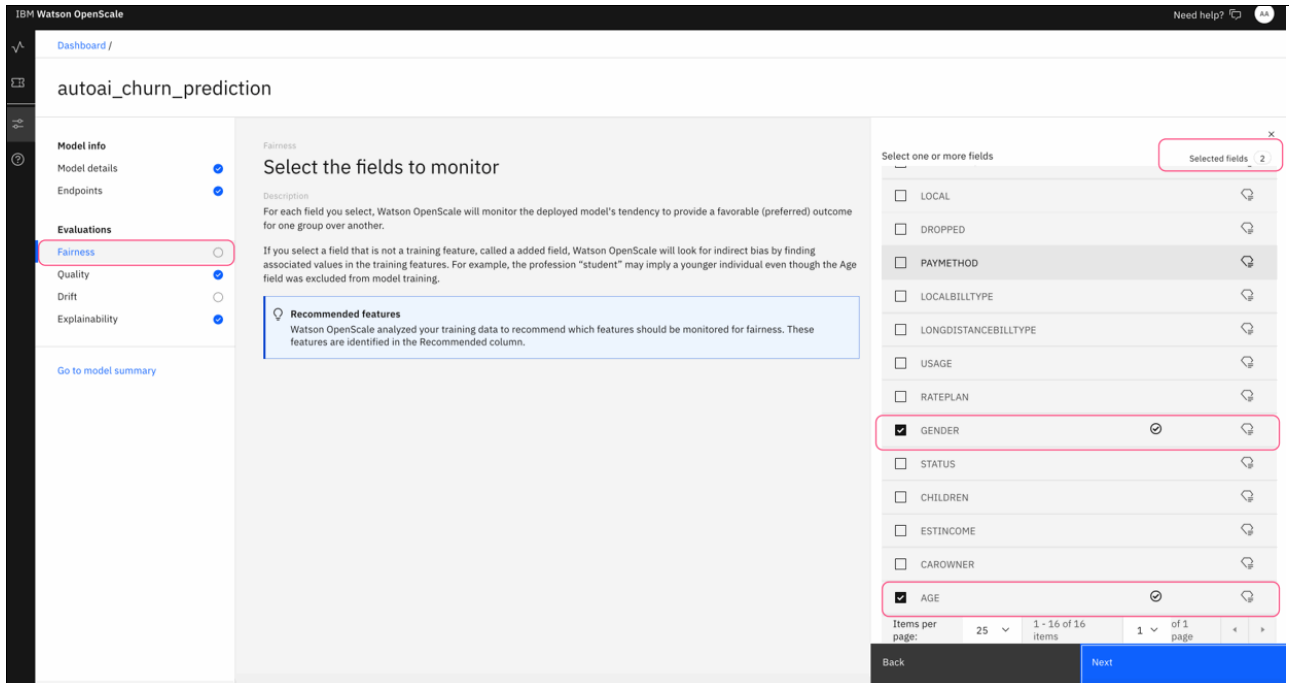 IBM Watson OpenScale
Need help?
AA
Dashboard /
autoai_churn_prediction
Model info
Model details
Endpoints
Evaluations
Fairness
Quality
Drift
Explainability
Go to model summary
Fairness
Select the fields to monitor
Description
For each field you select, Watson OpenScale will monitor the deployed model's tendency to provide a favorable (preferred) outcome
for one group over another.
If you select a field that is not a training feature, called a added field, Watson OpenScale will look for indirect bias by finding
associated values in the training features. For example, the profession “student” may imply a younger individual even though the Age
field was excluded from model training.
Recommended features
Watson OpenScale analyzed your training data to recommend which features should be monitored for fairness. These
features are identified in the Recommended column.
Select one or more fields
Selected fields 2
LOCAL
DROPPED
PAYMETHOD
LOCALBILLTYPE
LONGDISTANCEBILLTYPE
USAGE
RATEPLAN
GENDER
STATUS
CHILDREN
ESTINCOME
CAROWNER
AGE
Items per
page:
25
1 - 16 of 16
items
1
of 1
page
Back
Next